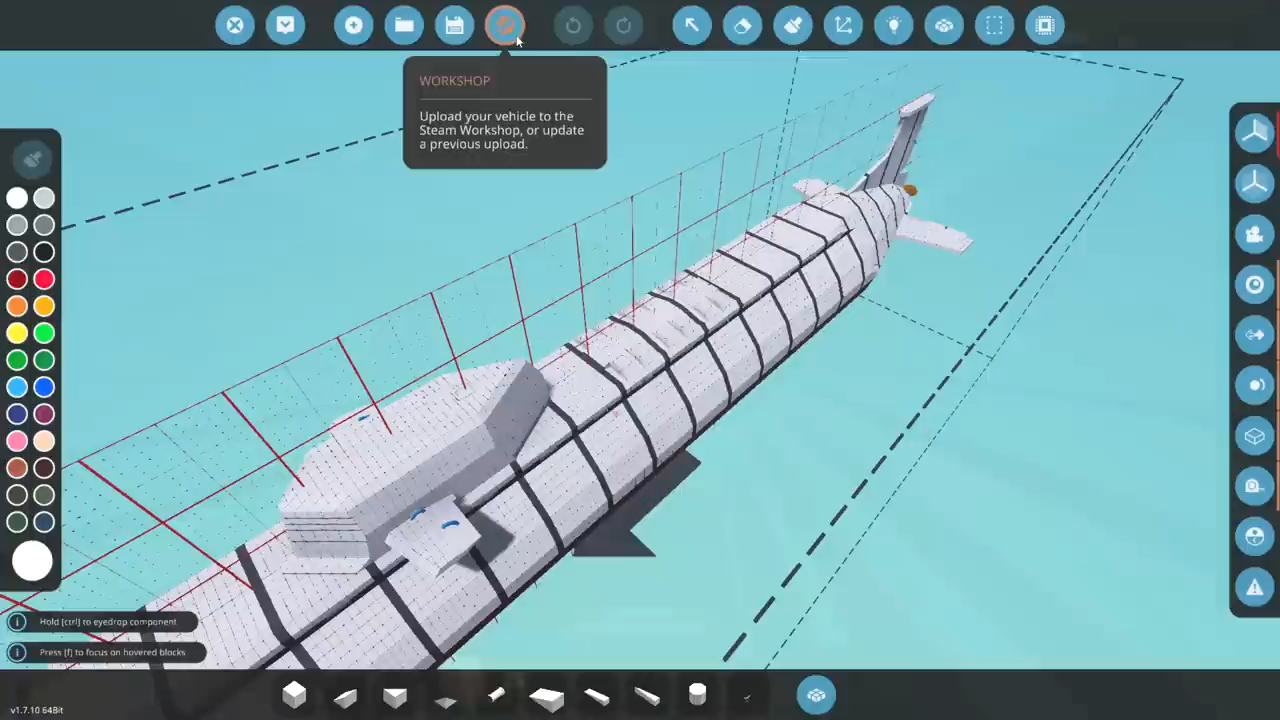 WORKSHOP
Upload your vehicle to the
Steam Workshop, or update
a previous upload.
Hold [ctrl] to eyedrop component
Press [f] to focus on hovered blocks
v1.7.10 64Bit